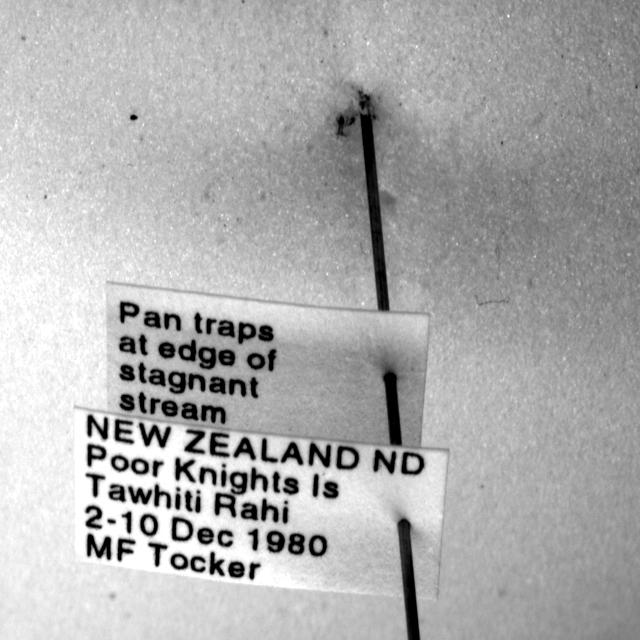 Pan traps
at edge of
stagnant
stream
NEW ZEALAND ND
Poor Knights Is
Tawhiti Rahi
2-10 Dec 1980
MF Tocker